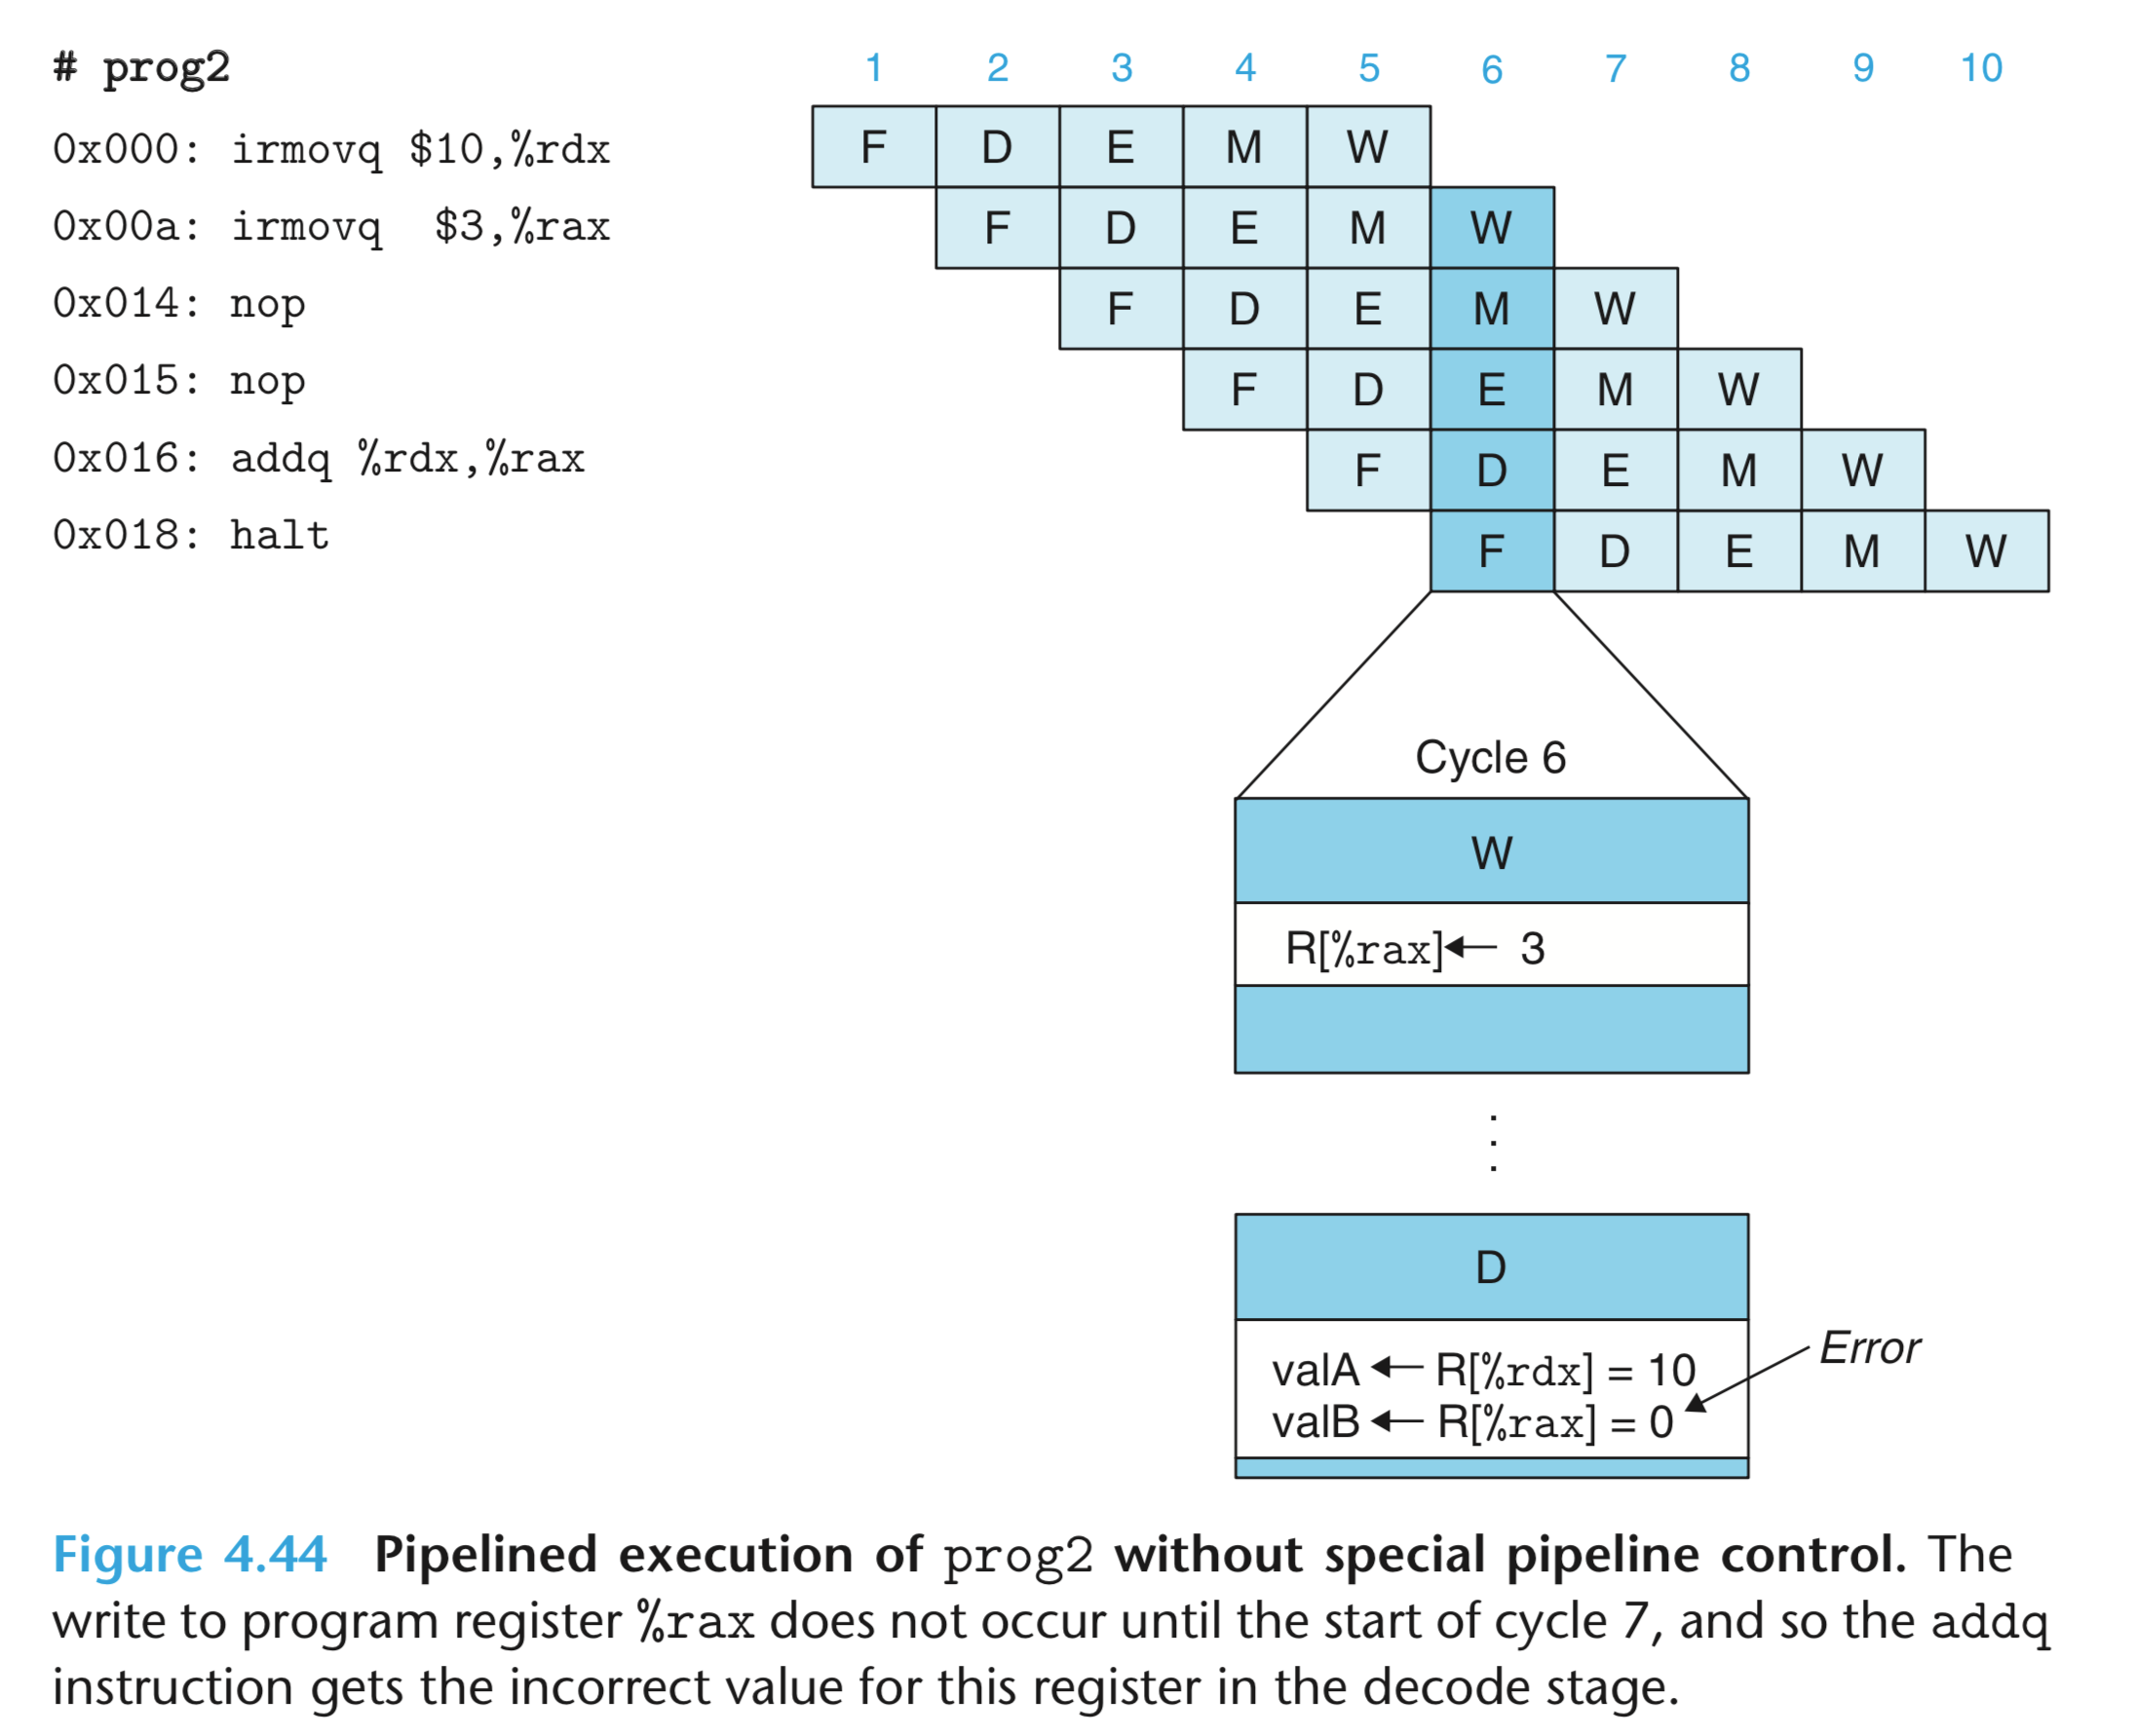 # prog2
1 2 3 4 5 6 7 8 9 10
0x000: irmovq $10,%rdx F D E M W
0x00a: irmovq  $3,%rax F D E M W
0x014: nop F D E M W
0x015: nop F D E M W
0x016: addq %rdx,%rax F D E M W
0x018: halt F D E M W
Cycle 6
W
R[%rax] ← 3
⋮
D
valA ← R[%rdx] = 10
Error
valB ← R[%rax] = 0
Figure 4.44 Pipelined execution of prog2 without special pipeline control. The
write to program register %rax does not occur until the start of cycle 7, and so the addq
instruction gets the incorrect value for this register in the decode stage.